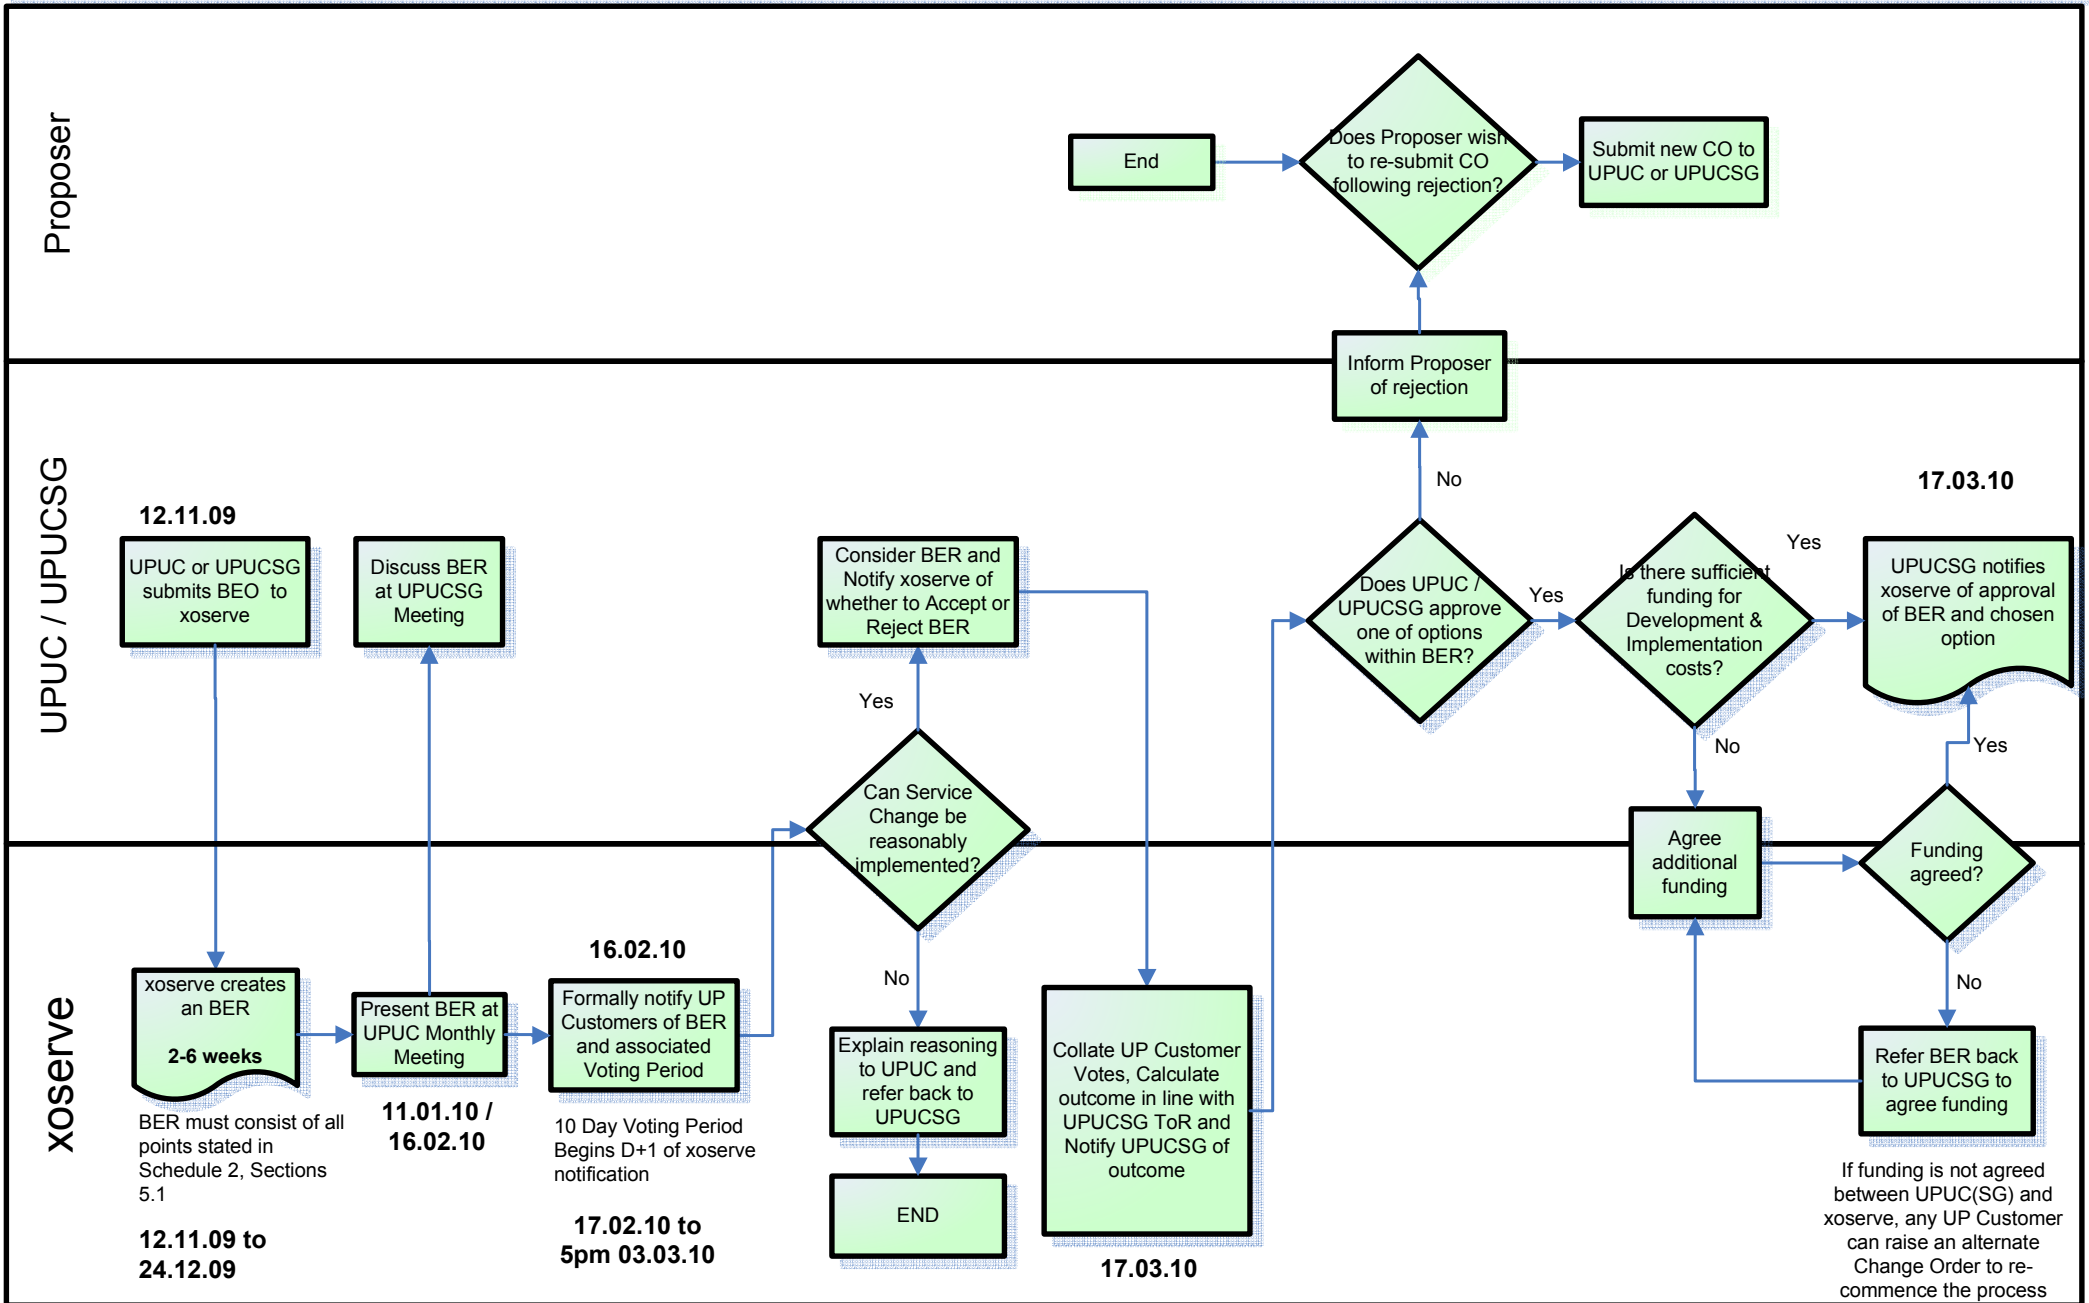 Proposer
End
Does Proposer wish
to re-submit CO
following rejection?
Submit new CO to
UPUC or UPUCSG
UPUC / UPUCSG
Inform Proposer
of rejection
No
12.11.09
UPUC or UPUCSG
submits BEO to
xoserve
Discuss BER
at UPUCSG
Meeting
Consider BER and
Notify xoserve of
whether to Accept or
Reject BER
Yes
Can Service
Change be
reasonably
implemented?
Does UPUC /
UPUCSG approve
one of options
within BER?
Yes
Is there sufficient
funding for
Development &
Implementation
costs?
Yes
17.03.10
UPUCSG notifies
xoserve of approval
of BER and chosen
option
No
Yes
Agree
additional
funding
Funding
agreed?
xoserve
xoserve creates
an BER
2-6 weeks
BER must consist of all
points stated in
Schedule 2, Sections
5.1
12.11.09 to
24.12.09
Present BER at
UPUC Monthly
Meeting
11.01.10 /
16.02.10
16.02.10
Formally notify UP
Customers of BER
and associated
Voting Period
10 Day Voting Period
Begins D+1 of xoserve
notification
17.02.10 to
5pm 03.03.10
No
Explain reasoning
to UPUC and
refer back to
UPUCSG
END
Collate UP Customer
Votes, Calculate
outcome in line with
UPUCSG ToR and
Notify UPUCSG of
outcome
17.03.10
No
Refer BER back
to UPUCSG to
agree funding
If funding is not agreed
between UPUC(SG) and
xoserve, any UP Customer
can raise an alternate
Change Order to re-
commence the process